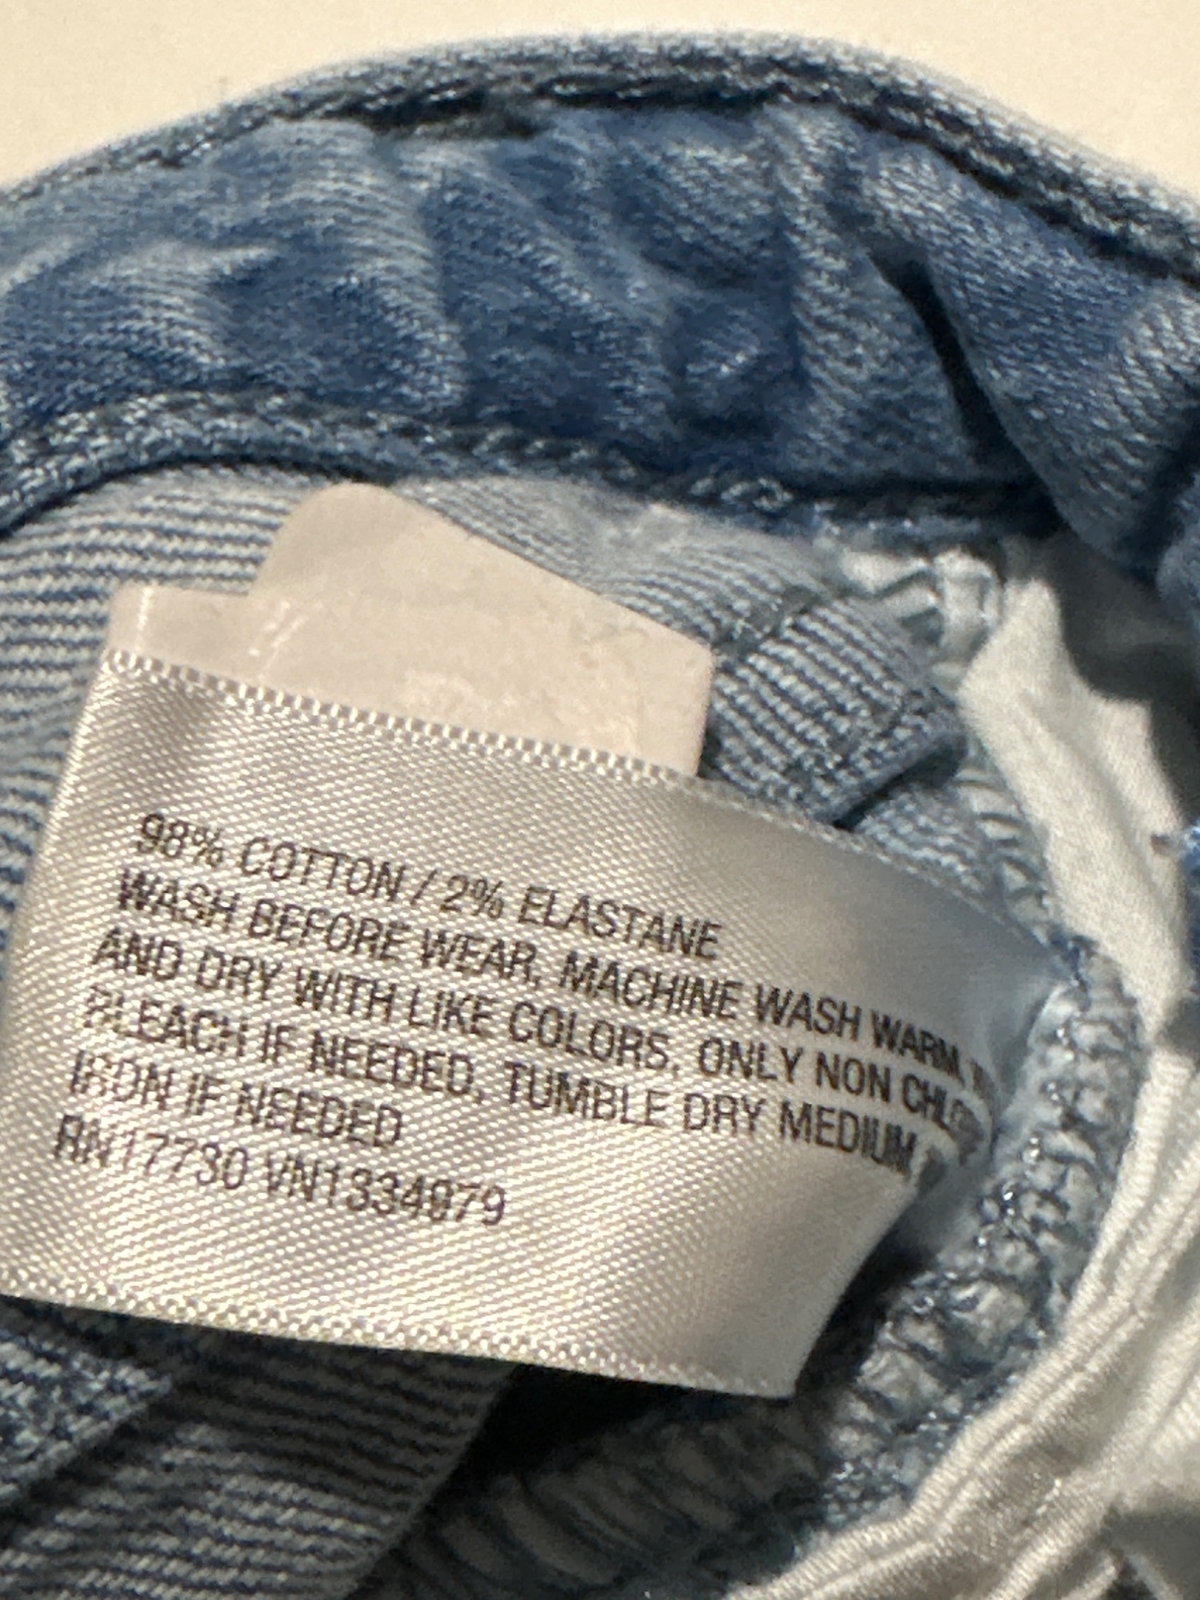 98% COTTON / 2% ELASTANE
WASH BEFORE WEAR, MACHINE WASH WARM,
AND DRY WITH LIKE COLORS, ONLY NON
BLEACH IF NEEDED, TUMBLE DRY MEDIUM,
IRON IF NEEDED
RN17730 VN1334979